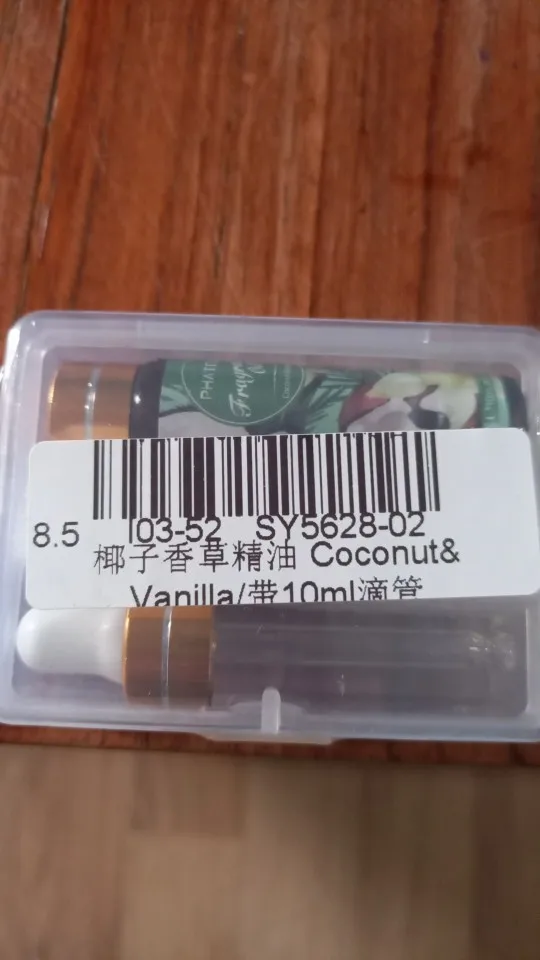 Fragra
8.5
I03-52 SY5628-02
椰子香草精油 Coconut&
Vanilla/带10ml滴管